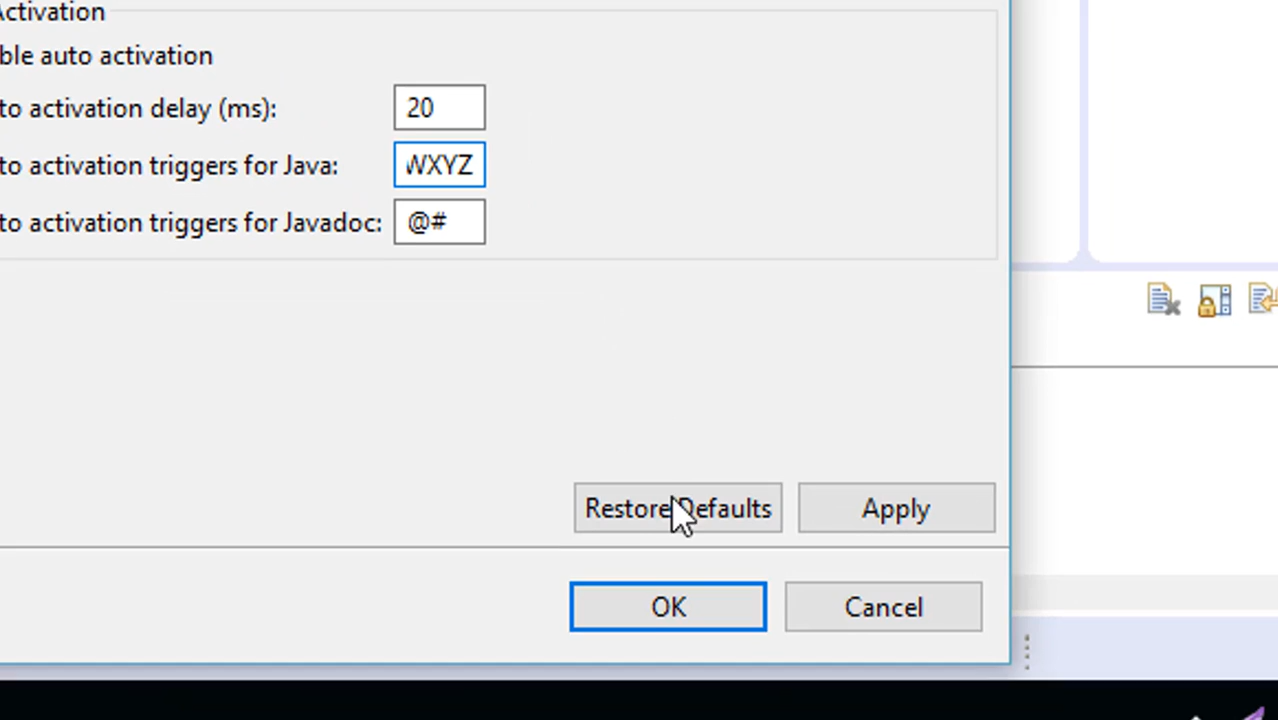 Activation
ble auto activation
to activation delay (ms): 20
to activation triggers for Java: WXYZ
to activation triggers for Javadoc: @#
Restore Defaults Apply
OK Cancel